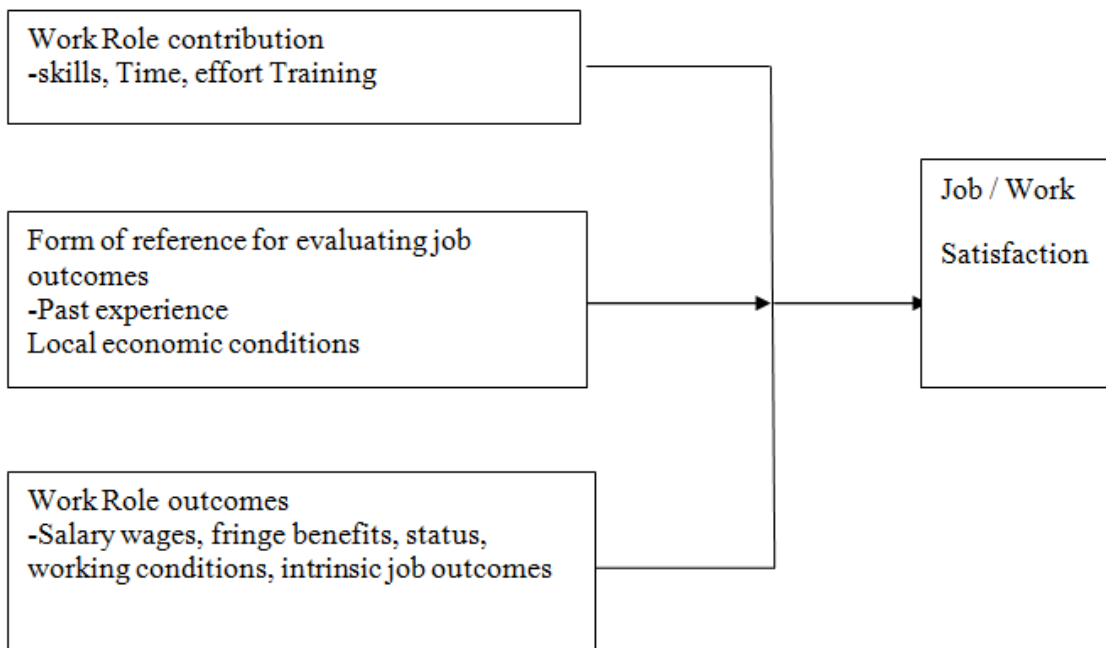 Work Role contribution
-skills, Time, effort Training
Form of reference for evaluating job
outcomes
-Past experience
Local economic conditions
Work Role outcomes
-Salary wages, fringe benefits, status,
working conditions, intrinsic job outcomes
Job / Work
Satisfaction